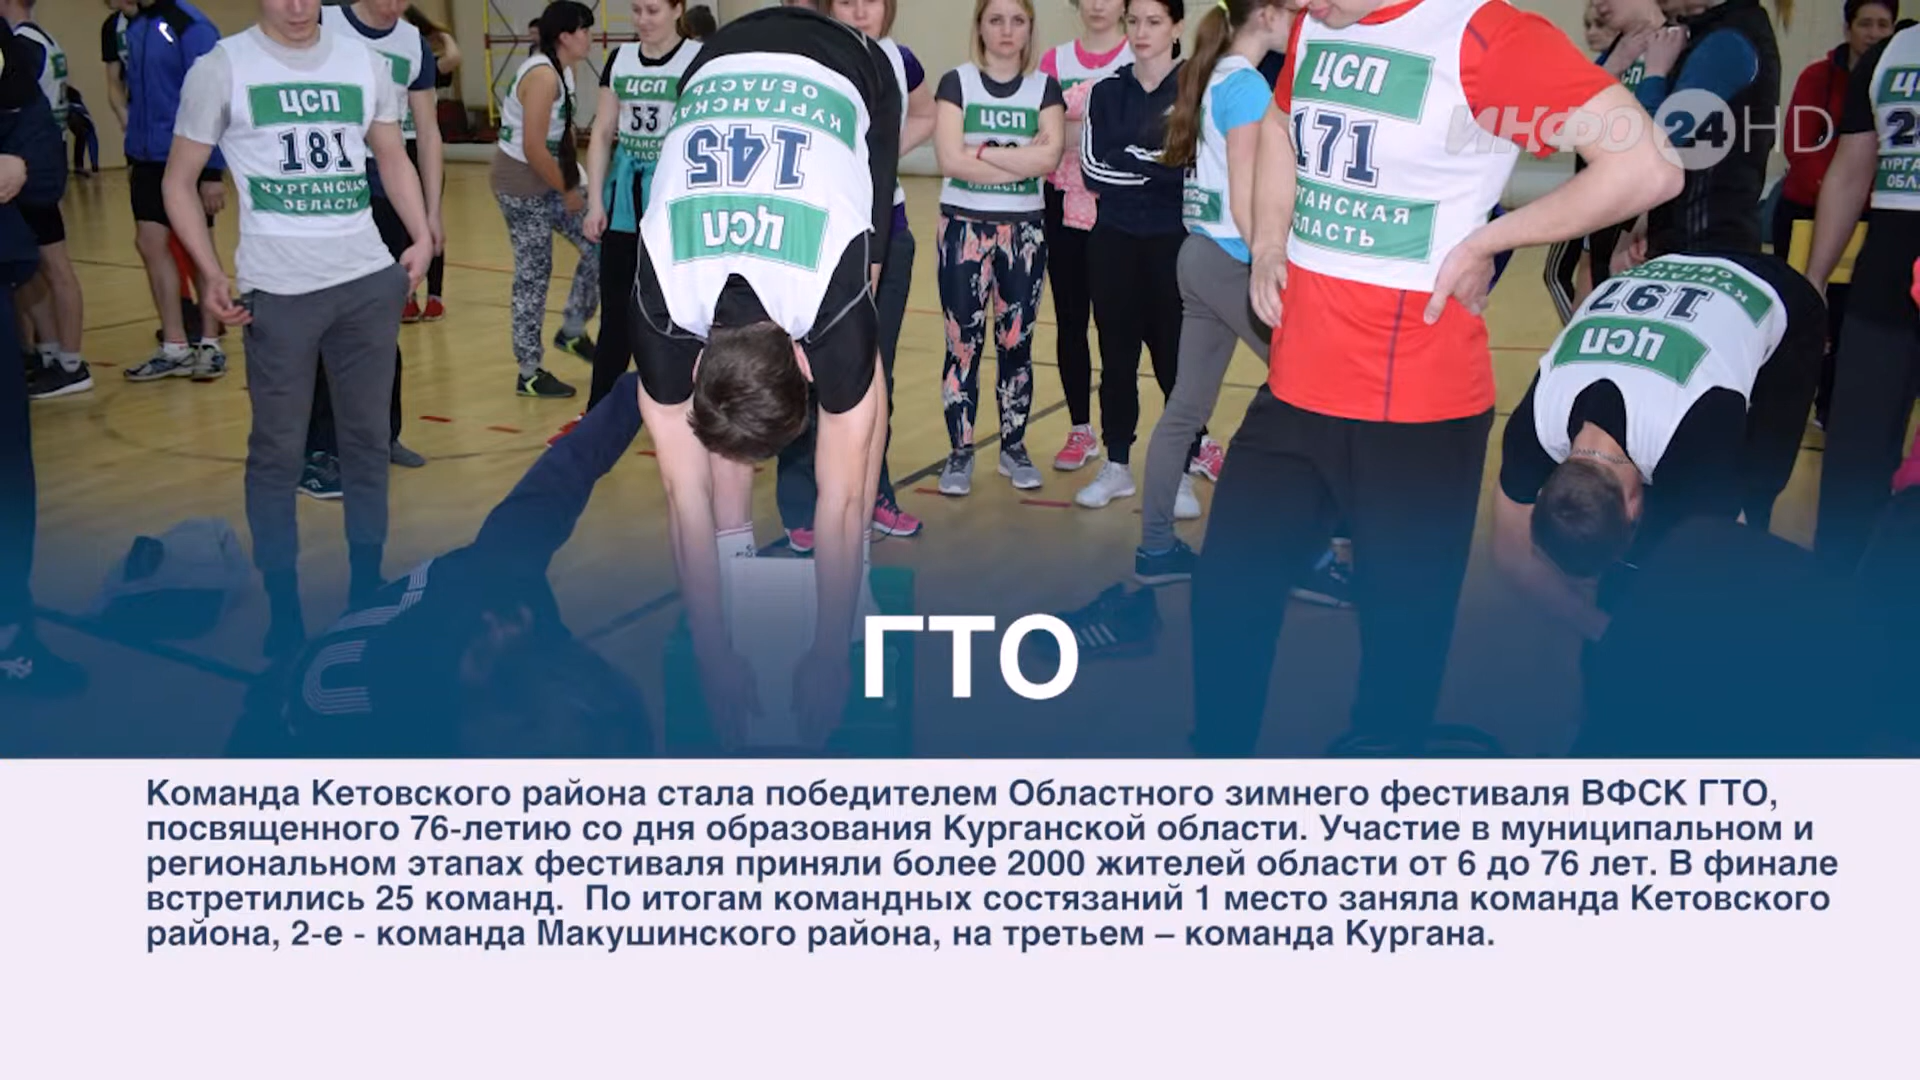 ЦСП
181
КУРГАНСКАЯ
ОБЛАСТЬ
ЦСП
53
КУРГАНСКАЯ
ОБЛАСТЬ
145
ЦСП
ЦСП
ОБЛАСТЬ
ЦСП
171
КУРГАНСКАЯ
ОБЛАСТЬ
ИНФО 24 HD
197
ЦСП
ГТО
Команда Кетовского района стала победителем Областного зимнего фестиваля ВФСК ГТО,
посвященного 76-летию со дня образования Курганской области. Участие в муниципальном и
региональном этапах фестиваля приняли более 2000 жителей области от 6 до 76 лет. В финале
встретились 25 команд.  По итогам командных состязаний 1 место заняла команда Кетовского
района, 2-е - команда Макушинского района, на третьем – команда Кургана.